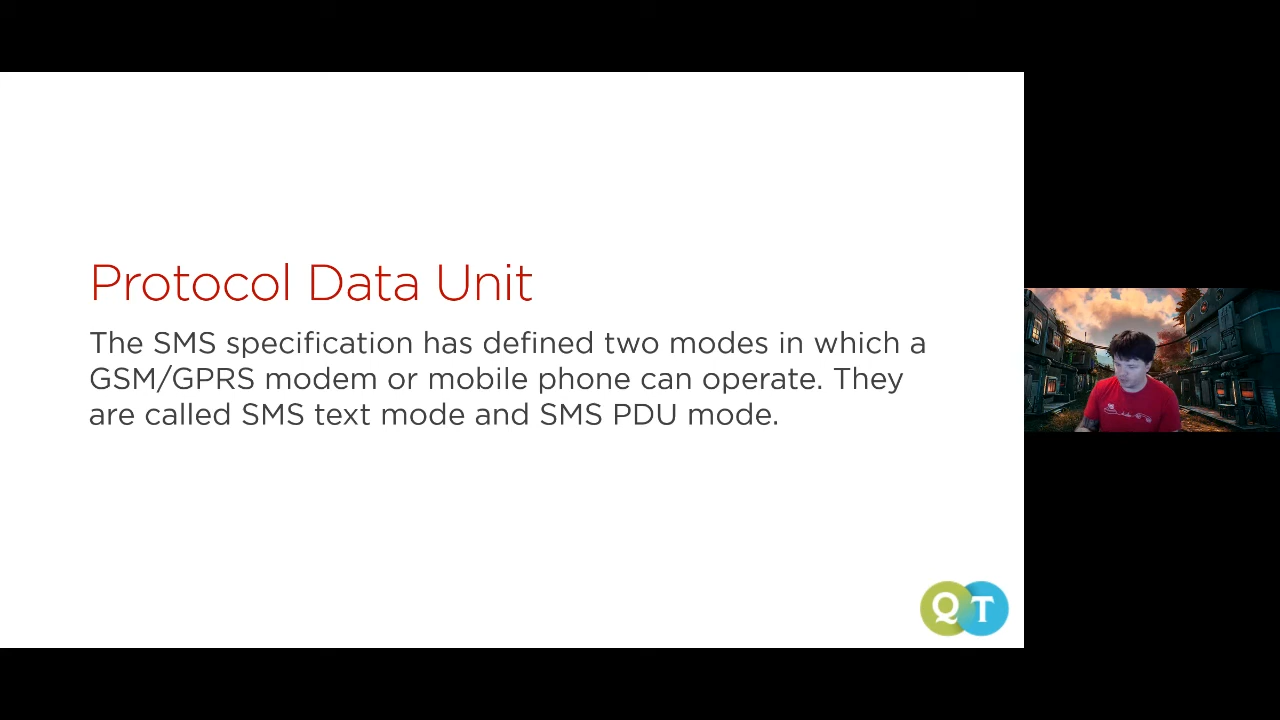 Protocol Data Unit
The SMS specification has defined two modes in which a
GSM/GPRS modem or mobile phone can operate. They
are called SMS text mode and SMS PDU mode.
QT